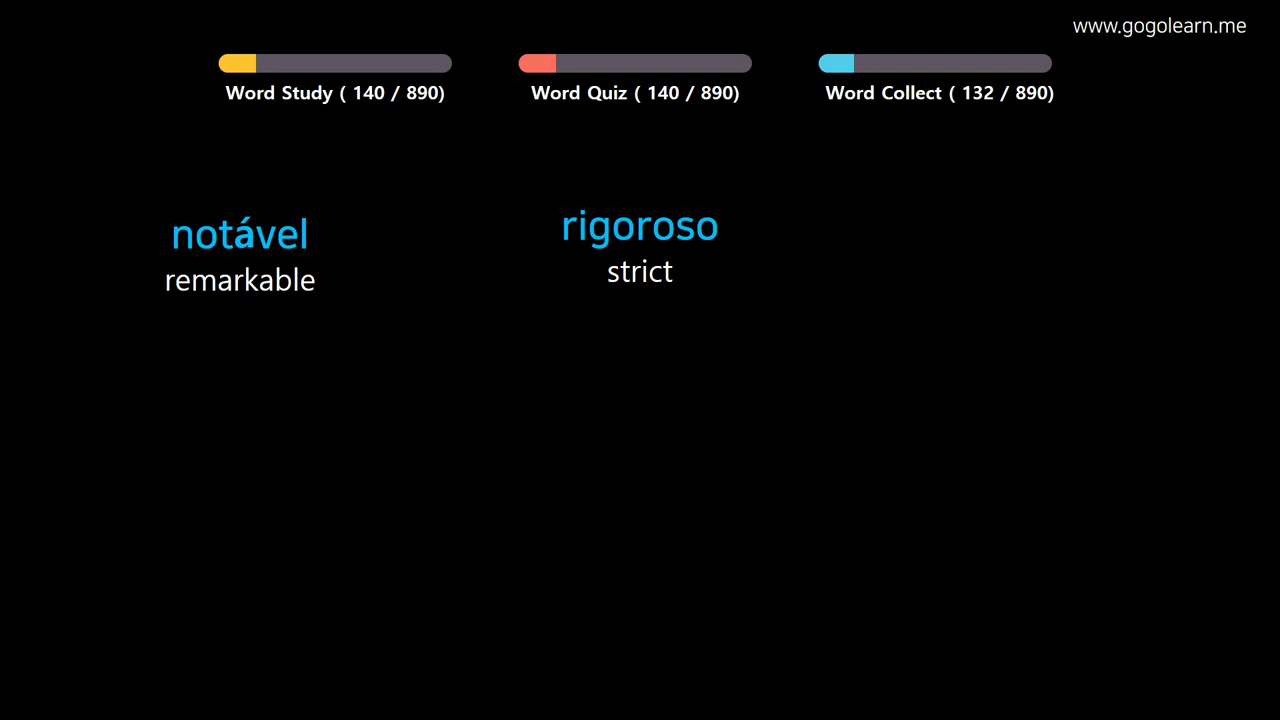 www.gogolearn.me
Word Study ( 140 / 890)
Word Quiz ( 140 / 890)
Word Collect ( 132 / 890)
notável
remarkable
rigoroso
strict